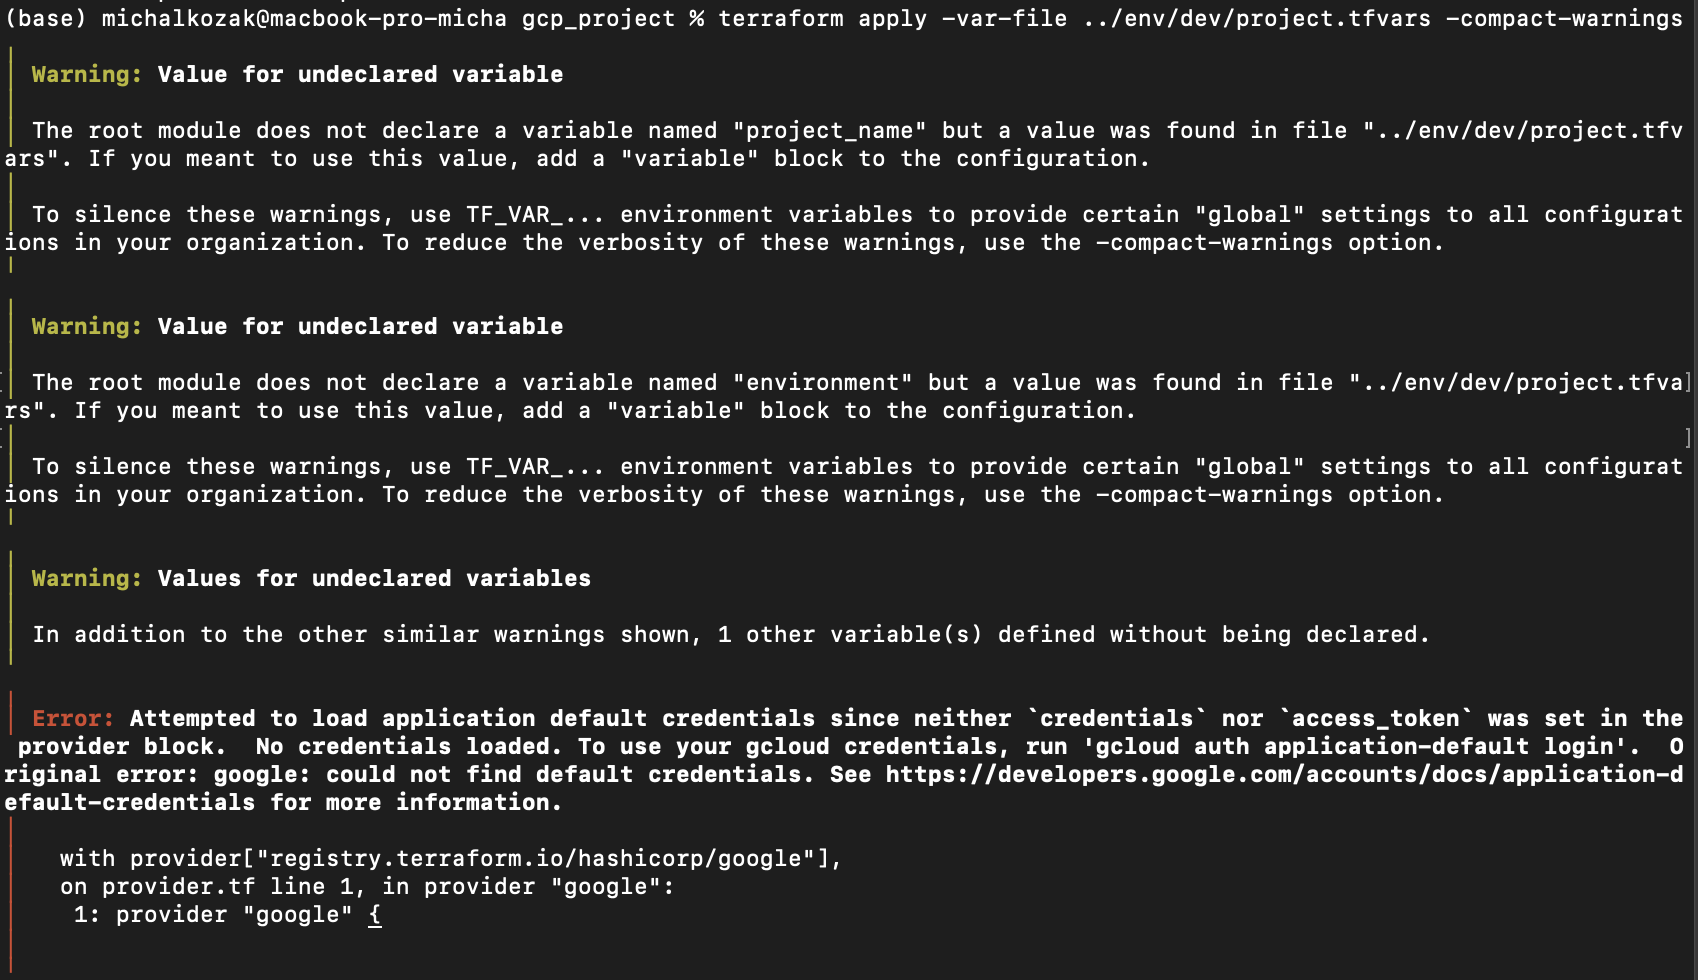 (base) michalkozak@macbook-pro-micha gcp_project % terraform apply -var-file ../env/dev/project.tfvars -compact-warnings
Warning: Value for undeclared variable
The root module does not declare a variable named "project_name" but a value was found in file "../env/dev/project.tfv
ars". If you meant to use this value, add a "variable" block to the configuration.
To silence these warnings, use TF_VAR_... environment variables to provide certain "global" settings to all configurat
ions in your organization. To reduce the verbosity of these warnings, use the -compact-warnings option.
Warning: Value for undeclared variable
The root module does not declare a variable named "environment" but a value was found in file "../env/dev/project.tfva
rs". If you meant to use this value, add a "variable" block to the configuration.
To silence these warnings, use TF_VAR_... environment variables to provide certain "global" settings to all configurat
ions in your organization. To reduce the verbosity of these warnings, use the -compact-warnings option.
Warning: Values for undeclared variables
In addition to the other similar warnings shown, 1 other variable(s) defined without being declared.
Error: Attempted to load application default credentials since neither `credentials` nor `access_token` was set in the
provider block.  No credentials loaded. To use your gcloud credentials, run 'gcloud auth application-default login'.  O
riginal error: google: could not find default credentials. See https://developers.google.com/accounts/docs/application-d
efault-credentials for more information.
with provider["registry.terraform.io/hashicorp/google"],
on provider.tf line 1, in provider "google":
1: provider "google" {